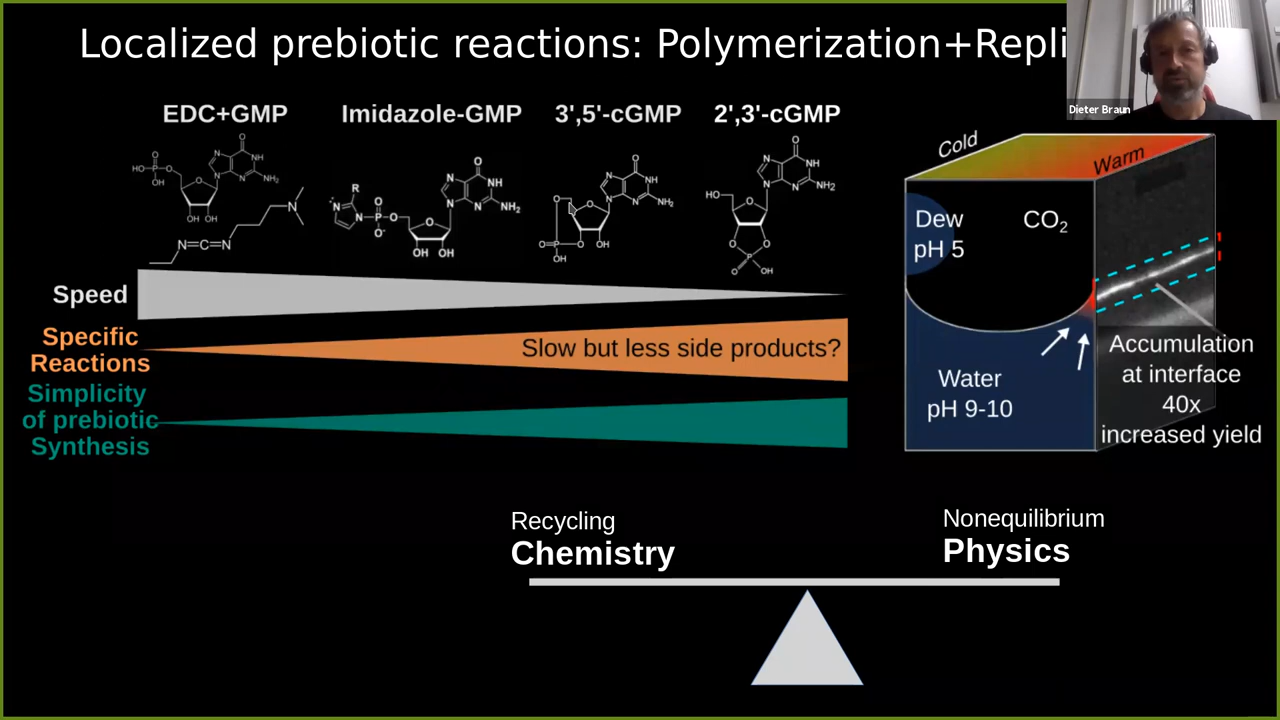 Localized prebiotic reactions: Polymerization+Repli
Dieter Braun
EDC+GMP
Imidazole-GMP
3',5'-cGMP
2',3'-cGMP
Cold
Warm
Dew
pH 5
CO₂
Water
pH 9-10
Accumulation
at interface
40x
increased yield
Speed
Specific
Reactions
Slow but less side products?
Simplicity
of prebiotic
Synthesis
Recycling
Chemistry
Nonequilibrium
Physics